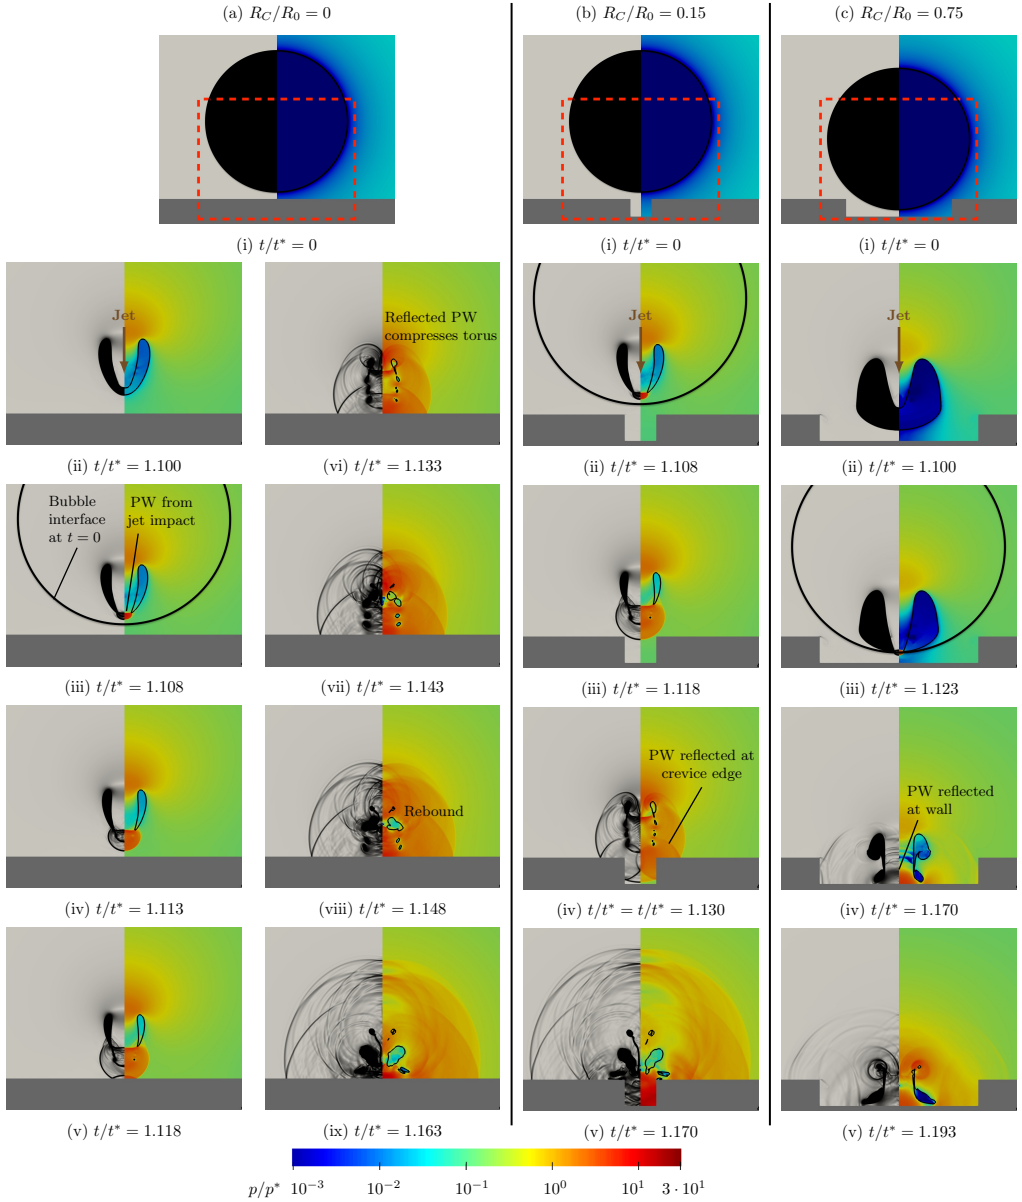 (a) R_C/R_0 = 0
(b) R_C/R_0 = 0.15
(c) R_C/R_0 = 0.75
(i) t/t* = 0
(i) t/t* = 0
(i) t/t* = 0
Jet
Reflected PW
compresses torus
Jet
Jet
(ii) t/t* = 1.100
(vi) t/t* = 1.133
(ii) t/t* = 1.108
(ii) t/t* = 1.100
Bubble
interface
at t = 0
PW from
jet impact
(iii) t/t* = 1.108
(vii) t/t* = 1.143
(iii) t/t* = 1.118
(iii) t/t* = 1.123
Rebound
PW reflected at
crevice edge
PW reflected
at wall
(iv) t/t* = 1.113
(viii) t/t* = 1.148
(iv) t/t* = t/t* = 1.130
(iv) t/t* = 1.170
(v) t/t* = 1.118
(ix) t/t* = 1.163
(v) t/t* = 1.170
(v) t/t* = 1.193
p/p* 10^{-3} 10^{-2} 10^{-1} 10^0 10^1 3 · 10^1